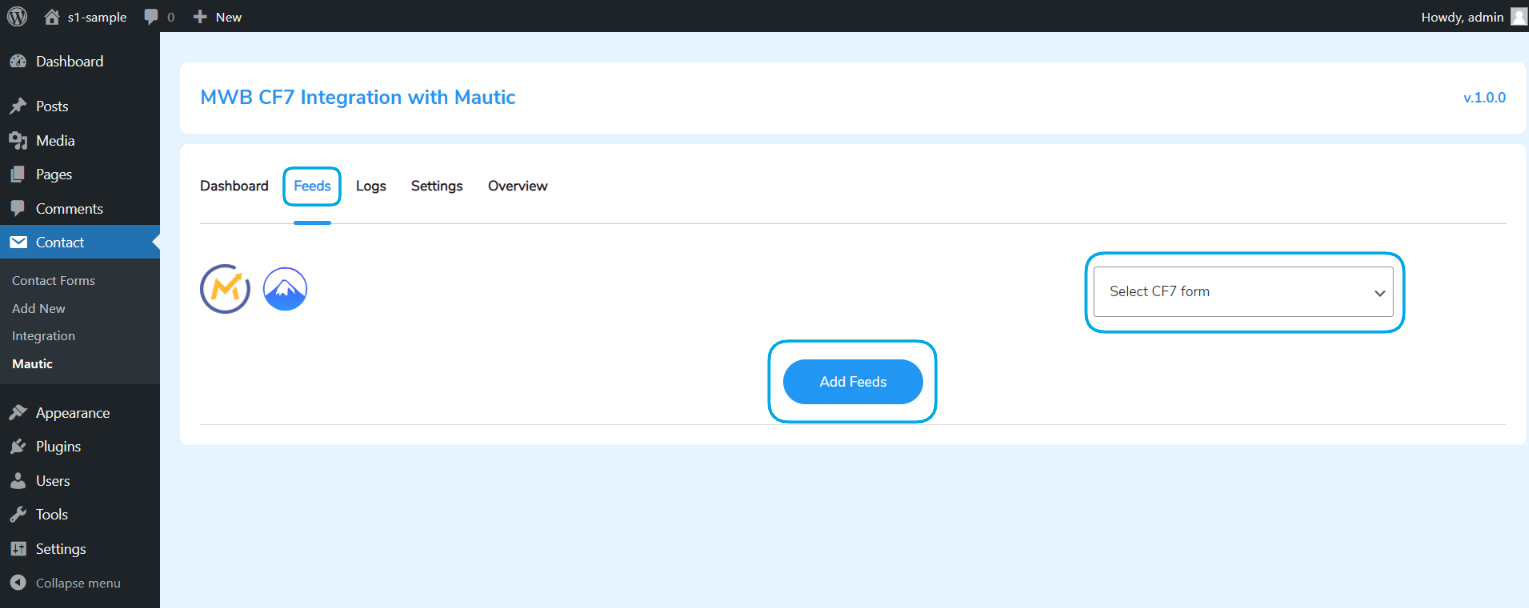 s1-sample 0 New Howdy, admin
Dashboard
Posts
Media
Pages
Comments
Contact
Contact Forms
Add New
Integration
Mautic
Appearance
Plugins
Users
Tools
Settings
Collapse menu
MWB CF7 Integration with Mautic v.1.0.0
Dashboard Feeds Logs Settings Overview
Select CF7 form
Add Feeds